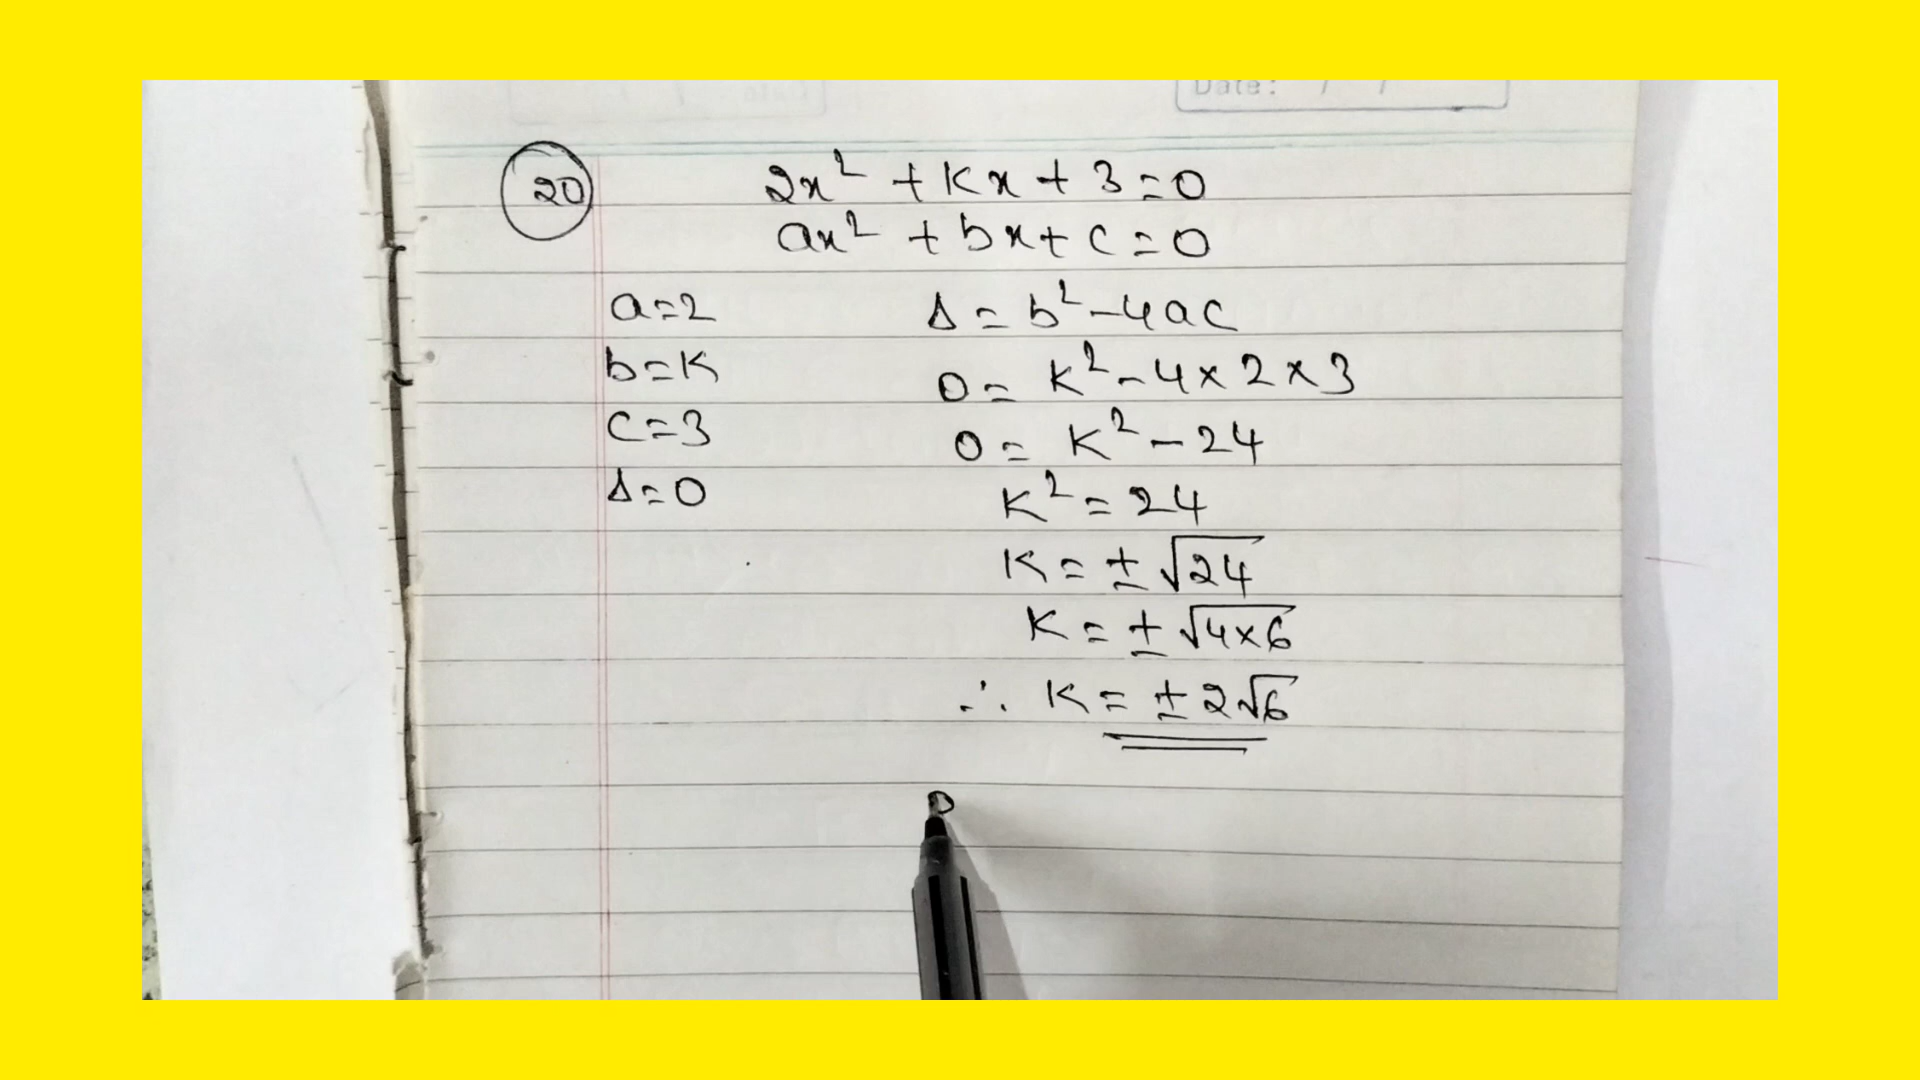 Date: / /
20
2x² + Kx + 3 = 0
ax² + bx + c = 0
a = 2
b = K
c = 3
Δ = 0
Δ = b² - 4ac
0 = K² - 4 × 2 × 3
0 = K² - 24
K² = 24
K = ± √24
K = ± √4×6
∴ K = ± 2√6